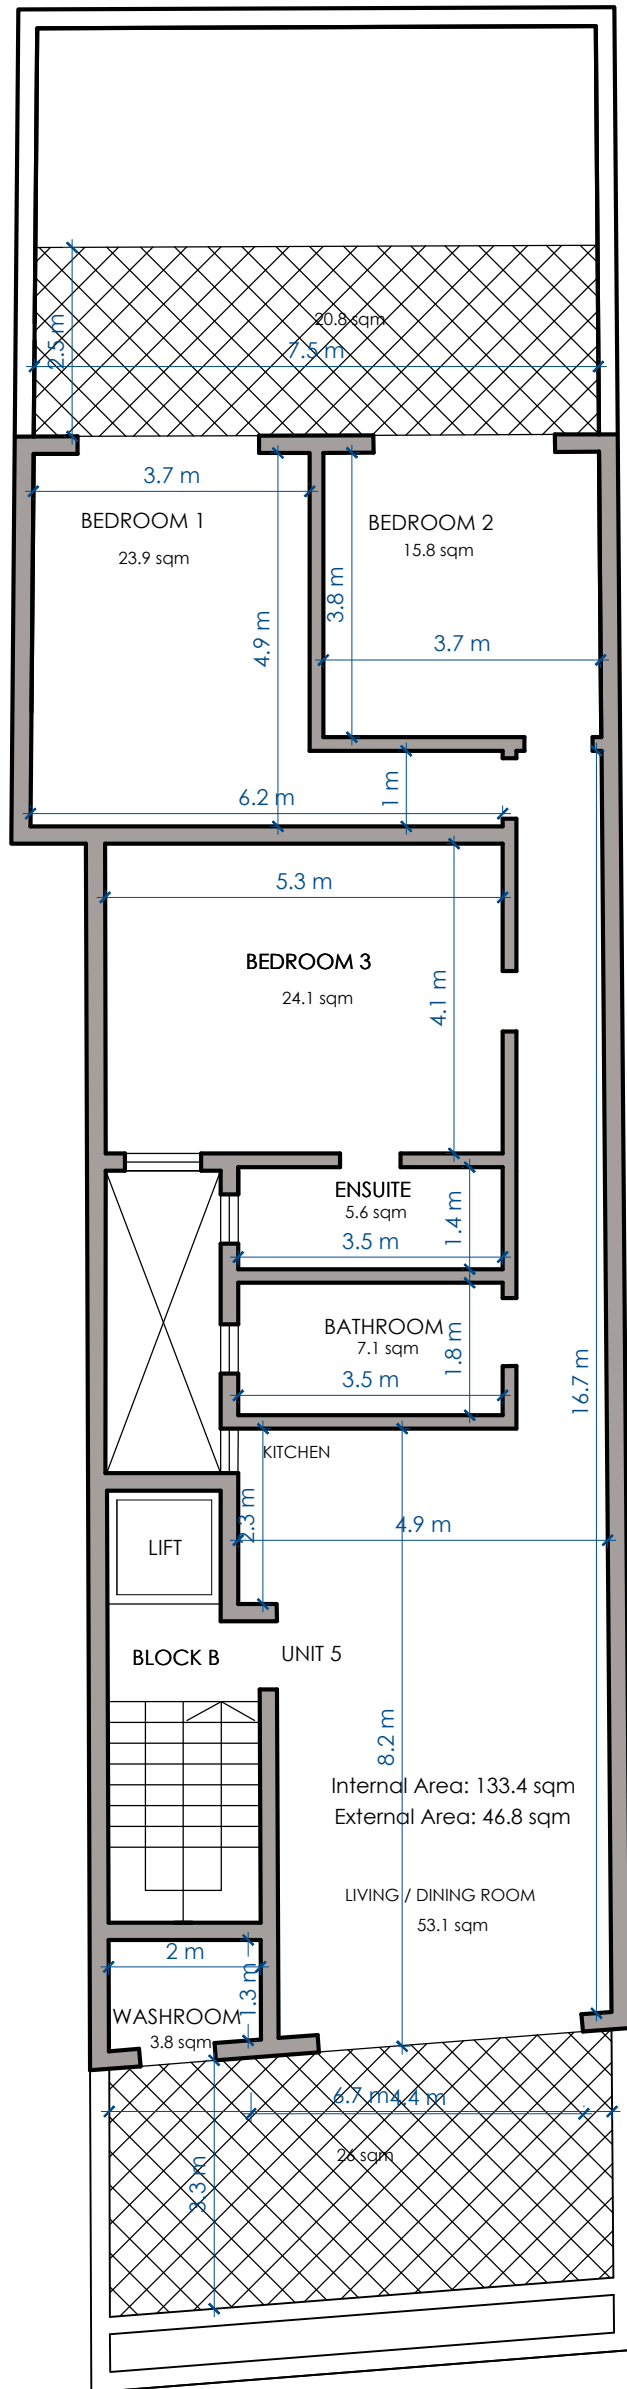 20.8 sqm
2.5 m
7.5 m
3.7 m
BEDROOM 1
23.9 sqm
BEDROOM 2
15.8 sqm
3.8 m
4.9 m
3.7 m
6.2 m
1 m
5.3 m
BEDROOM 3
24.1 sqm
4.1 m
ENSUITE
5.6 sqm
1.4 m
3.5 m
BATHROOM
7.1 sqm
1.8 m
3.5 m
16.7 m
KITCHEN
2.3 m
4.9 m
LIFT
BLOCK B
UNIT 5
8.2 m
Internal Area: 133.4 sqm
External Area: 46.8 sqm
LIVING / DINING ROOM
53.1 sqm
2 m
1.3 m
WASHROOM
3.8 sqm
6.7 m
4.4 m
26 sqm
3.3 m